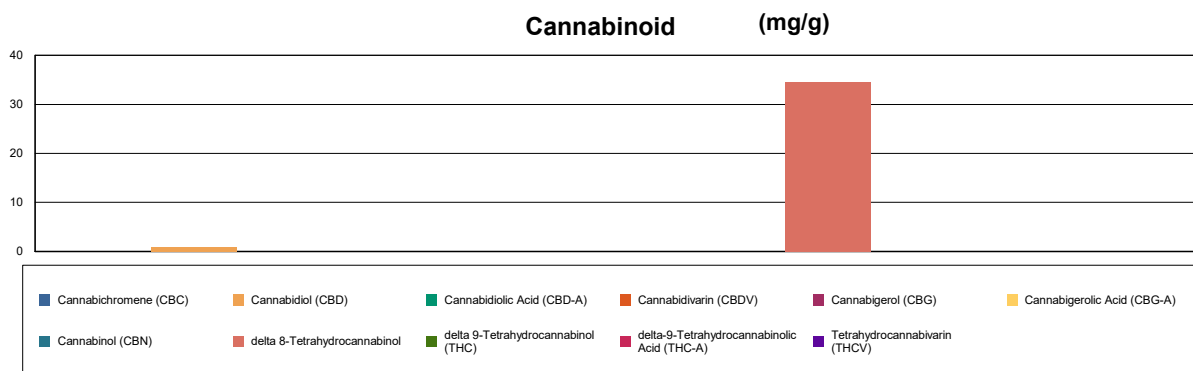 Cannabinoid (mg/g)
40
30
20
10
0
Cannabichromene (CBC)
Cannabidiol (CBD)
Cannabidiolic Acid (CBD-A)
Cannabidivarin (CBDV)
Cannabigerol (CBG)
Cannabigerolic Acid (CBG-A)
Cannabinol (CBN)
delta 8-Tetrahydrocannabinol
delta 9-Tetrahydrocannabinol
(THC)
delta-9-Tetrahydrocannabinolic
Acid (THC-A)
Tetrahydrocannabivarin
(THCV)